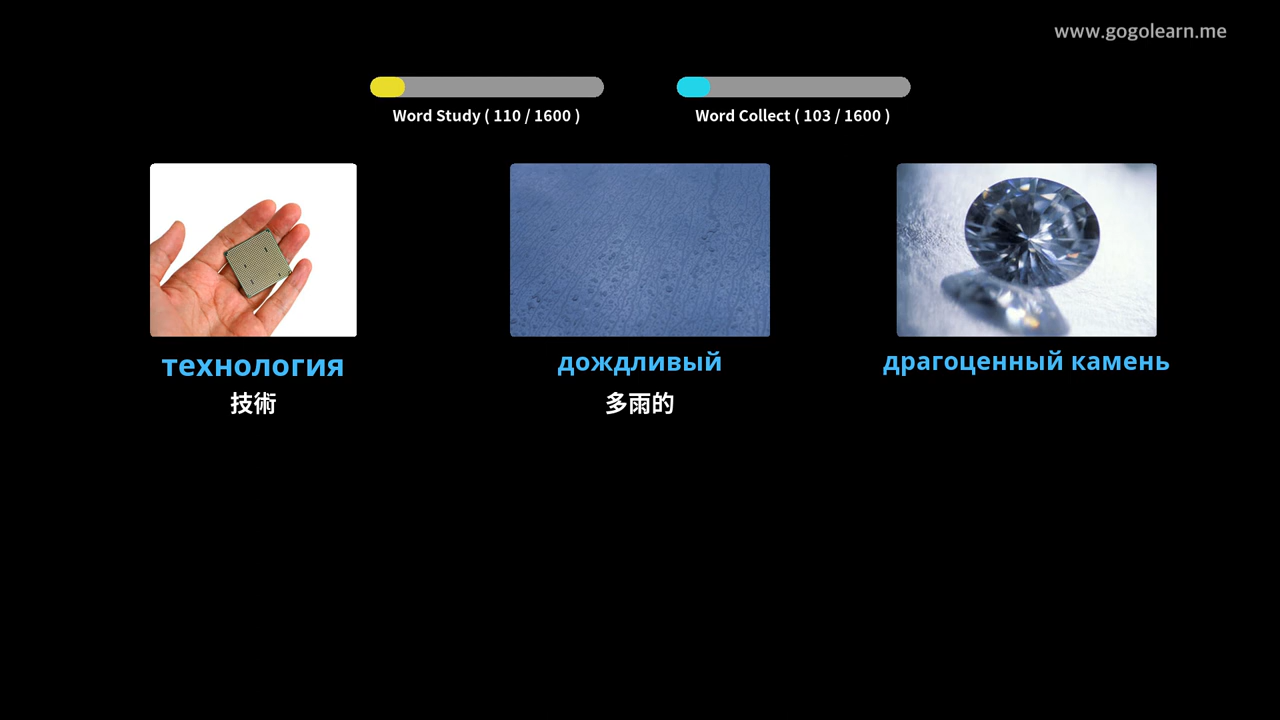 www.gogolearn.me
Word Study ( 110 / 1600 )
Word Collect ( 103 / 1600 )
технология
дождливый
драгоценный камень
技術
多雨的